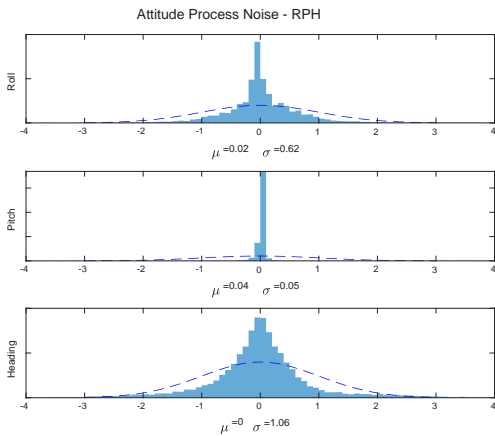 Attitude Process Noise - RPH
Roll
-4 -3 -2 -1 0 1 2 3 4
μ=0.02 σ=0.62
Pitch
-4 -3 -2 -1 0 1 2 3 4
μ=0.04 σ=0.05
Heading
-4 -3 -2 -1 0 1 2 3 4
μ=0 σ=1.06